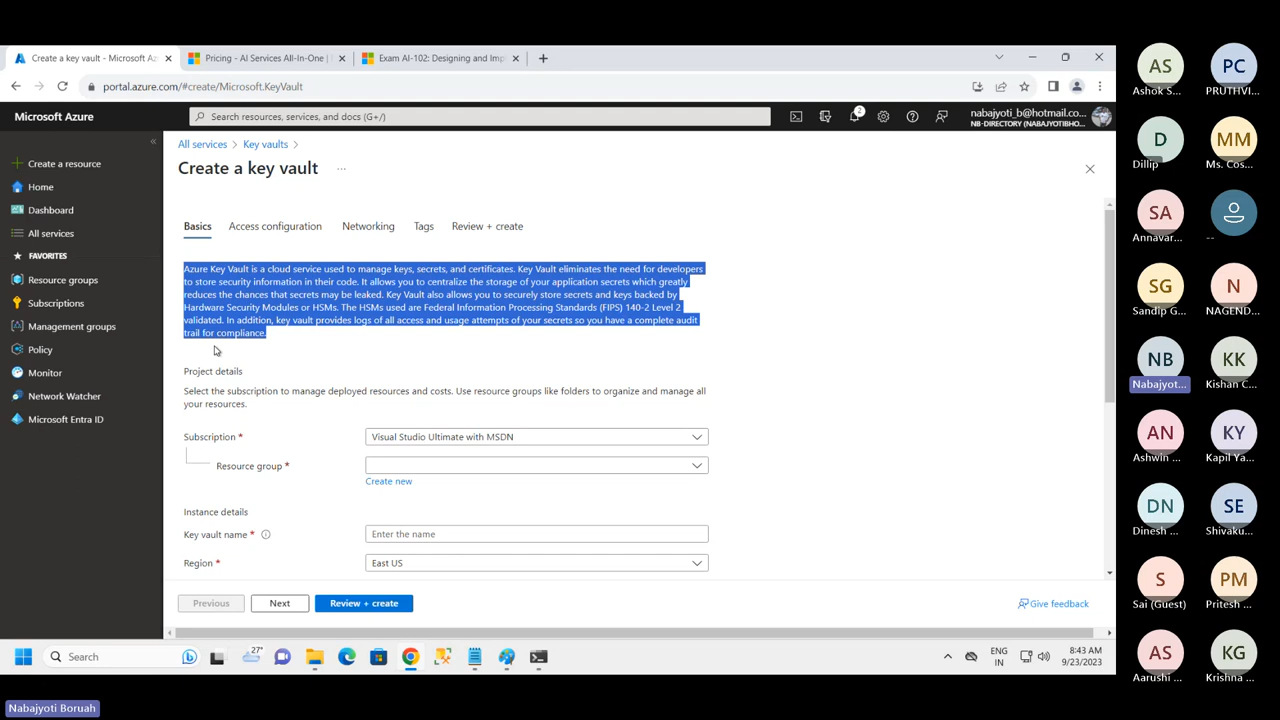 Create a key vault - Microsoft Az
Pricing - AI Services All-In-One |
Exam AI-102: Designing and Imp
portal.azure.com/#create/Microsoft.KeyVault
Microsoft Azure
Search resources, services, and docs (G+/)
2
nabajyoti_b@hotmail.co...
NB-DIRECTORY (NABAJYOTIBHO...
Create a resource
Home
Dashboard
All services
FAVORITES
Resource groups
Subscriptions
Management groups
Policy
Monitor
Network Watcher
Microsoft Entra ID
All services > Key vaults >
Create a key vault ...
Basics Access configuration Networking Tags Review + create
Azure Key Vault is a cloud service used to manage keys, secrets, and certificates. Key Vault eliminates the need for developers
to store security information in their code. It allows you to centralize the storage of your application secrets which greatly
reduces the chances that secrets may be leaked. Key Vault also allows you to securely store secrets and keys backed by
Hardware Security Modules or HSMs. The HSMs used are Federal Information Processing Standards (FIPS) 140-2 Level 2
validated. In addition, key vault provides logs of all access and usage attempts of your secrets so you have a complete audit
trail for compliance.
Project details
Select the subscription to manage deployed resources and costs. Use resource groups like folders to organize and manage all
your resources.
Subscription *
Visual Studio Ultimate with MSDN
Resource group *
Create new
Instance details
Key vault name *
Enter the name
Region *
East US
Previous
Next
Review + create
Give feedback
Search
27°
ENG
IN
8:43 AM
9/23/2023
AS
Ashok S...
PC
PRUTHVI...
D
Dillip
MM
Ms. Cos...
SA
Annavar...
--
SG
Sandip G...
N
NAGEND...
NB
Nabajyot...
KK
Kishan C...
AN
Ashwin ...
KY
Kapil Ya...
DN
Dinesh ...
SE
Shivaku...
S
Sai (Guest)
PM
Pritesh ...
AS
Aarushi ...
KG
Krishna ...
Nabajyoti Boruah